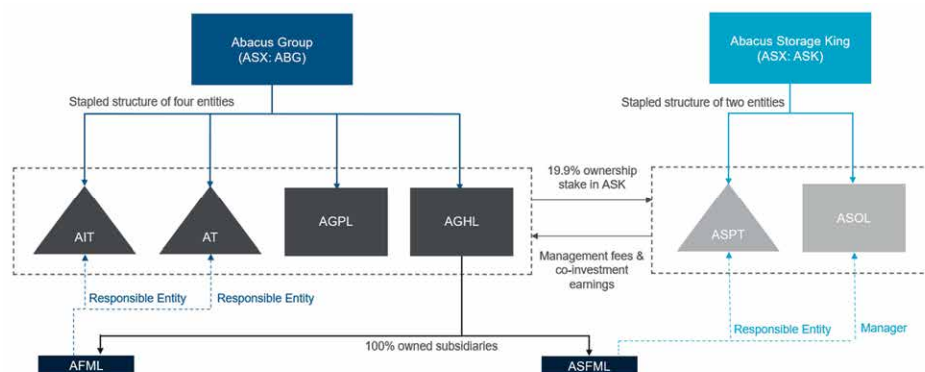 Abacus Group
(ASX: ABG)
Abacus Storage King
(ASX: ASK)
Stapled structure of four entities
Stapled structure of two entities
19.9% ownership
stake in ASK
AIT
AT
AGPL
AGHL
ASPT
ASOL
Management fees &
co-investment
earnings
Responsible Entity
Responsible Entity
Responsible Entity
Manager
100% owned subsidiaries
AFML
ASFML